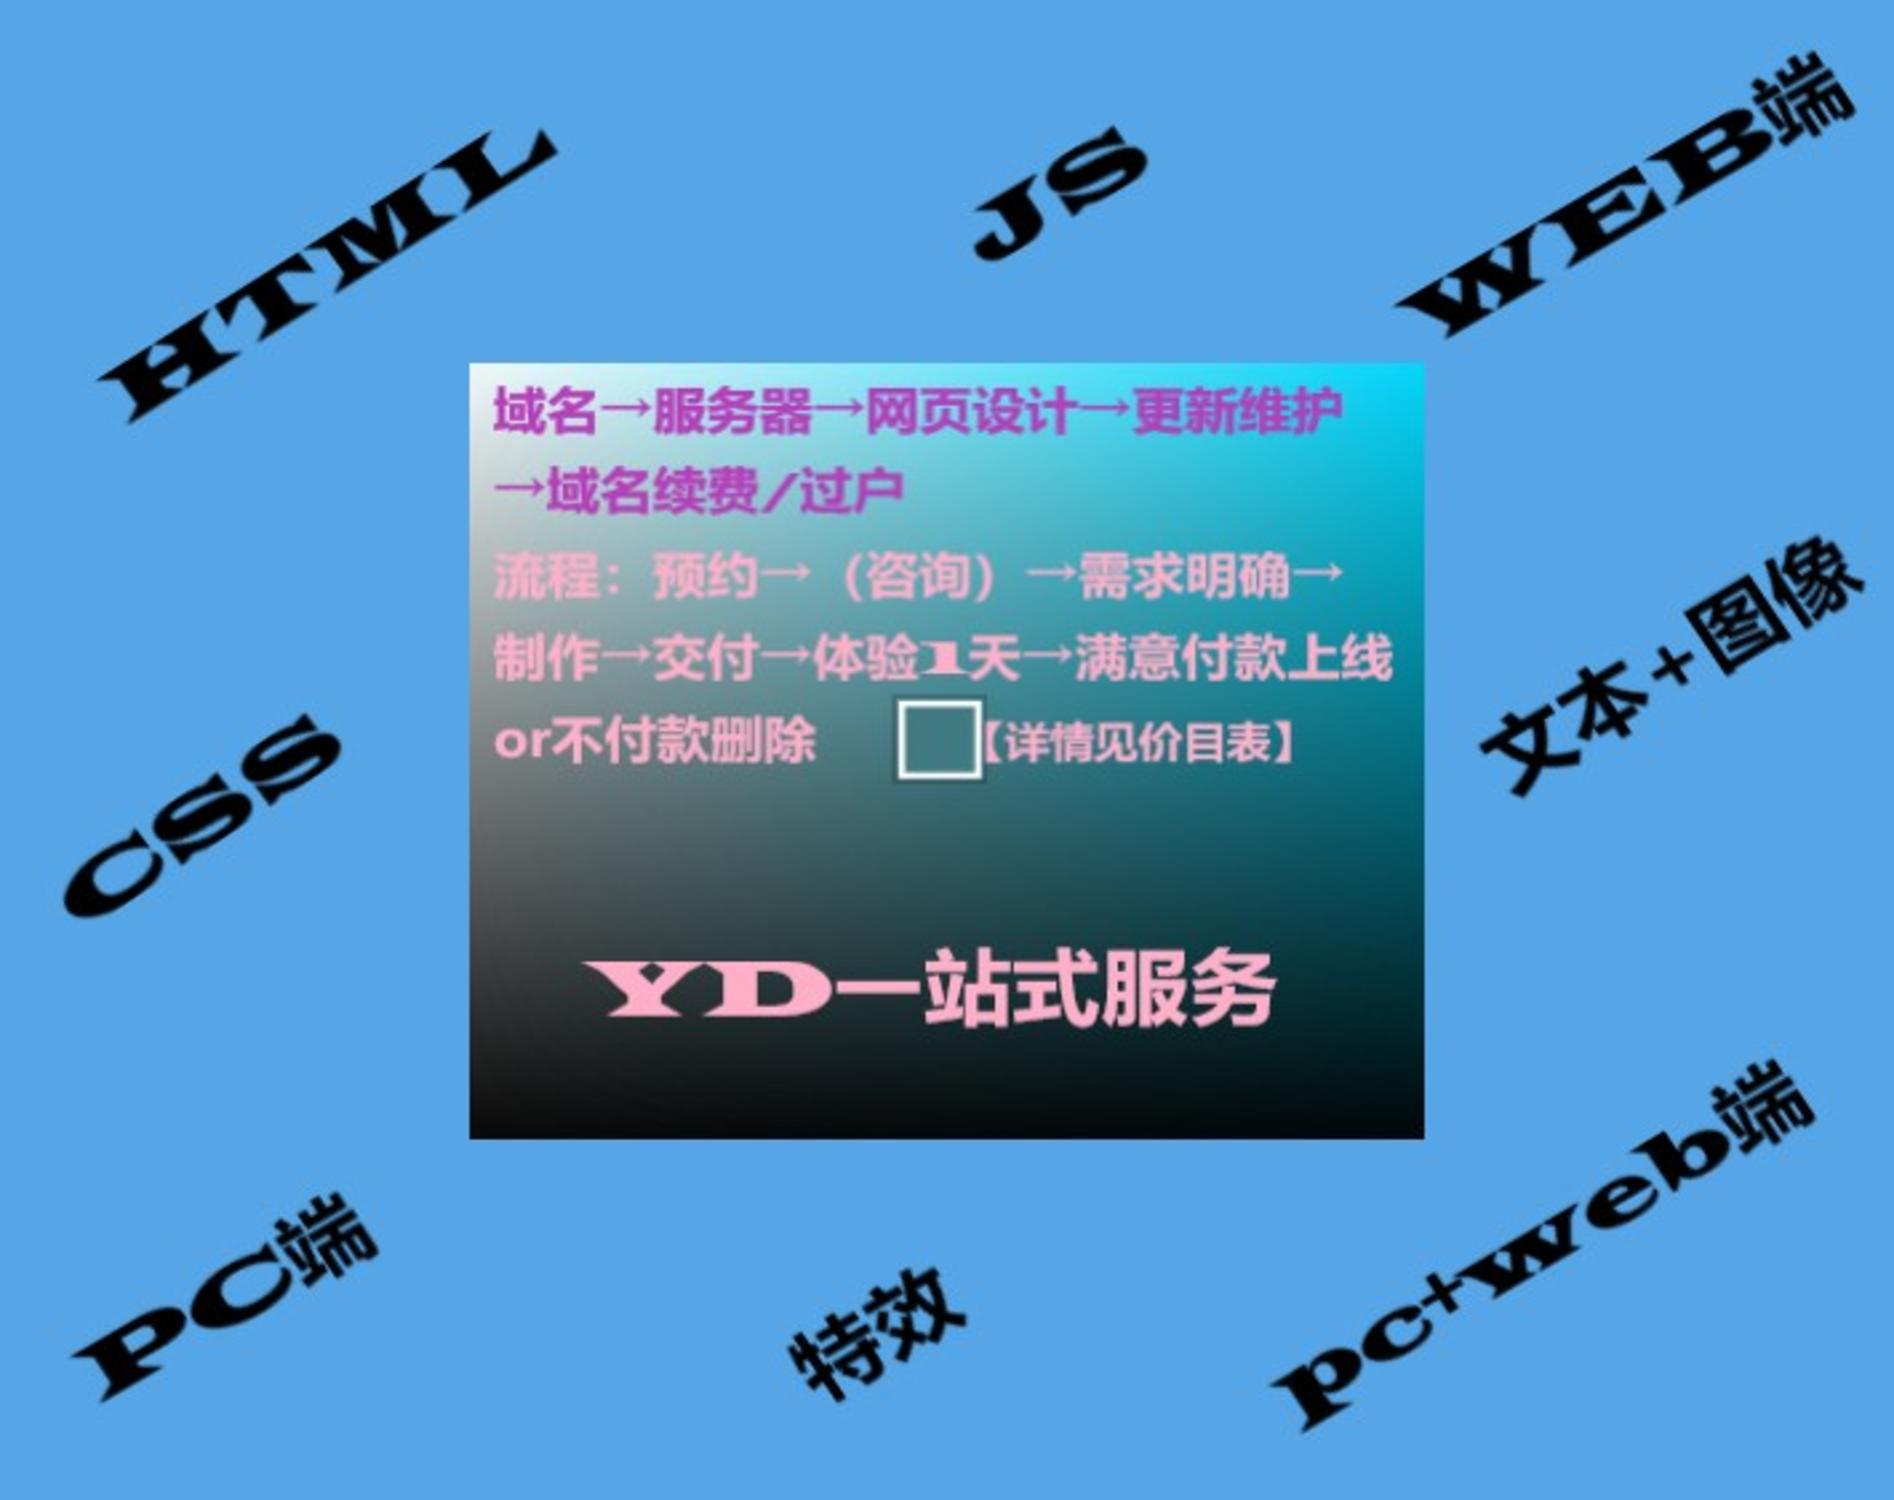 HTML
JS
WEB端
域名→服务器→网页设计→更新维护
→域名续费/过户
流程：预约→（咨询）→需求明确→
制作→交付→体验1天→满意付款上线
or不付款删除 【详情见价目表】
文本+图像
CSS
YD一站式服务
PC端
特效
pc+web端